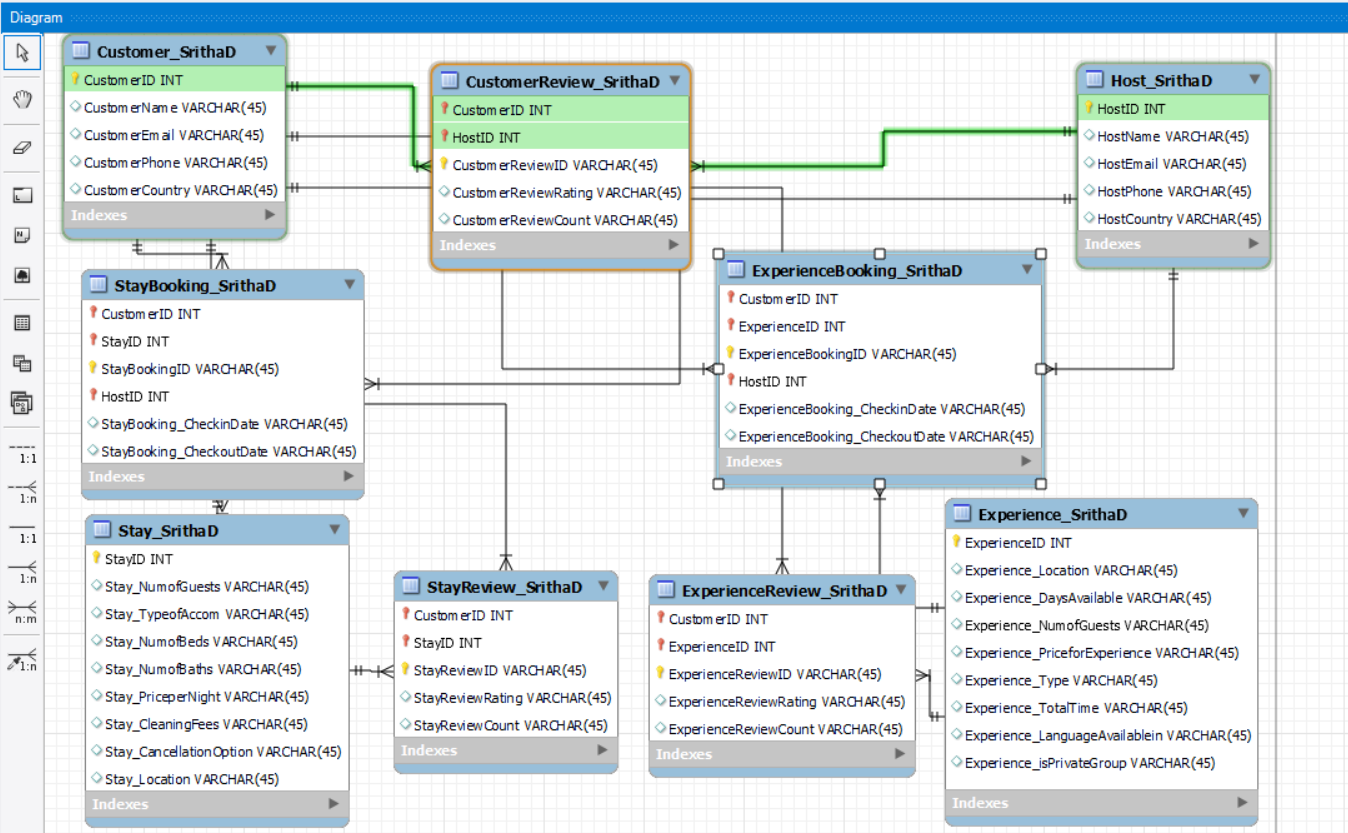 Diagram
Customer_SrithaD
CustomerID INT
CustomerName VARCHAR(45)
CustomerEmail VARCHAR(45)
CustomerPhone VARCHAR(45)
CustomerCountry VARCHAR(45)
Indexes
CustomerReview_SrithaD
CustomerID INT
HostID INT
CustomerReviewID VARCHAR(45)
CustomerReviewRating VARCHAR(45)
CustomerReviewCount VARCHAR(45)
Indexes
Host_SrithaD
HostID INT
HostName VARCHAR(45)
HostEmail VARCHAR(45)
HostPhone VARCHAR(45)
HostCountry VARCHAR(45)
Indexes
StayBooking_SrithaD
CustomerID INT
StayID INT
StayBookingID VARCHAR(45)
HostID INT
StayBooking_CheckinDate VARCHAR(45)
StayBooking_CheckoutDate VARCHAR(45)
Indexes
ExperienceBooking_SrithaD
CustomerID INT
ExperienceID INT
ExperienceBookingID VARCHAR(45)
HostID INT
ExperienceBooking_CheckinDate VARCHAR(45)
ExperienceBooking_CheckoutDate VARCHAR(45)
Indexes
1:1
1:n
1:1
1:n
n:m
1:n
Stay_SrithaD
StayID INT
Stay_NumofGuests VARCHAR(45)
Stay_TypeofAccom VARCHAR(45)
Stay_NumofBeds VARCHAR(45)
Stay_NumofBaths VARCHAR(45)
Stay_PriceperNight VARCHAR(45)
Stay_CleaningFees VARCHAR(45)
Stay_CancellationOption VARCHAR(45)
Stay_Location VARCHAR(45)
Indexes
StayReview_SrithaD
CustomerID INT
StayID INT
StayReviewID VARCHAR(45)
StayReviewRating VARCHAR(45)
StayReviewCount VARCHAR(45)
Indexes
ExperienceReview_SrithaD
CustomerID INT
ExperienceID INT
ExperienceReviewID VARCHAR(45)
ExperienceReviewRating VARCHAR(45)
ExperienceReviewCount VARCHAR(45)
Indexes
Experience_SrithaD
ExperienceID INT
Experience_Location VARCHAR(45)
Experience_DaysAvailable VARCHAR(45)
Experience_NumofGuests VARCHAR(45)
Experience_PriceforExperience VARCHAR(45)
Experience_Type VARCHAR(45)
Experience_TotalTime VARCHAR(45)
Experience_LanguageAvailablein VARCHAR(45)
Experience_isPrivateGroup VARCHAR(45)
Indexes